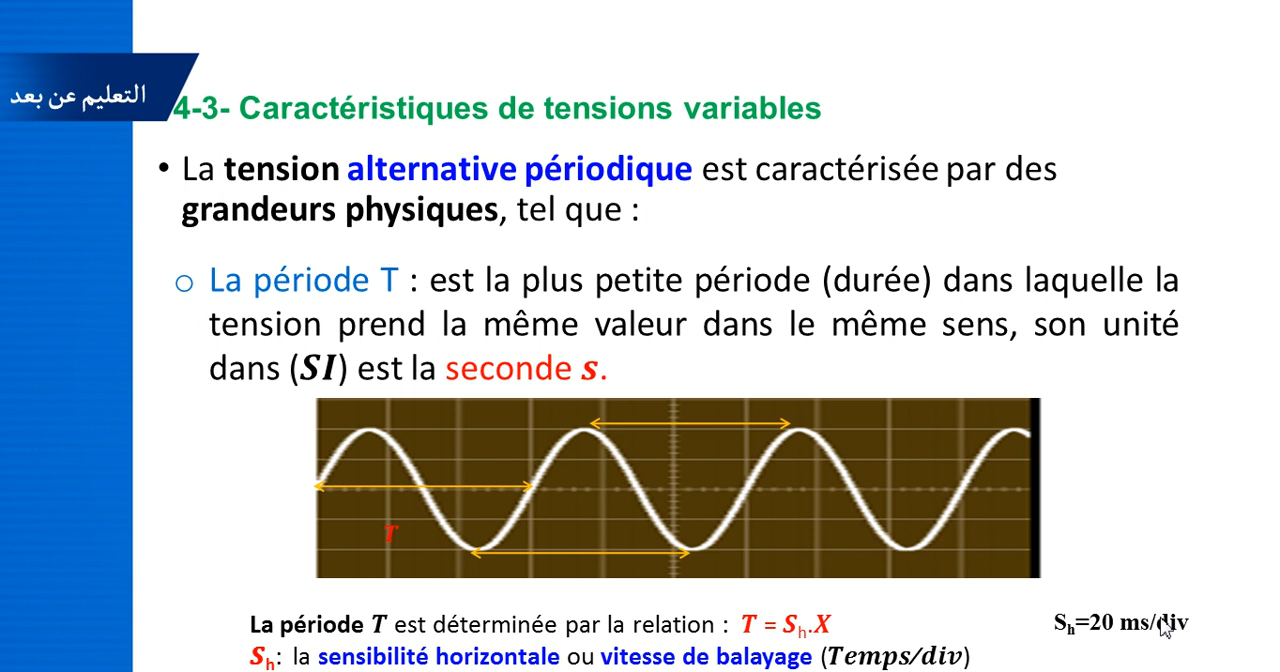 التعليم عن بعد
4-3- Caractéristiques de tensions variables
• La tension alternative périodique est caractérisée par des
grandeurs physiques, tel que :
o La période T : est la plus petite période (durée) dans laquelle la
tension prend la même valeur dans le même sens, son unité
dans (SI) est la seconde s.
T
La période T est déterminée par la relation : T = Sh.X
Sh=20 ms/div
Sh: la sensibilité horizontale ou vitesse de balayage (Temps/div)